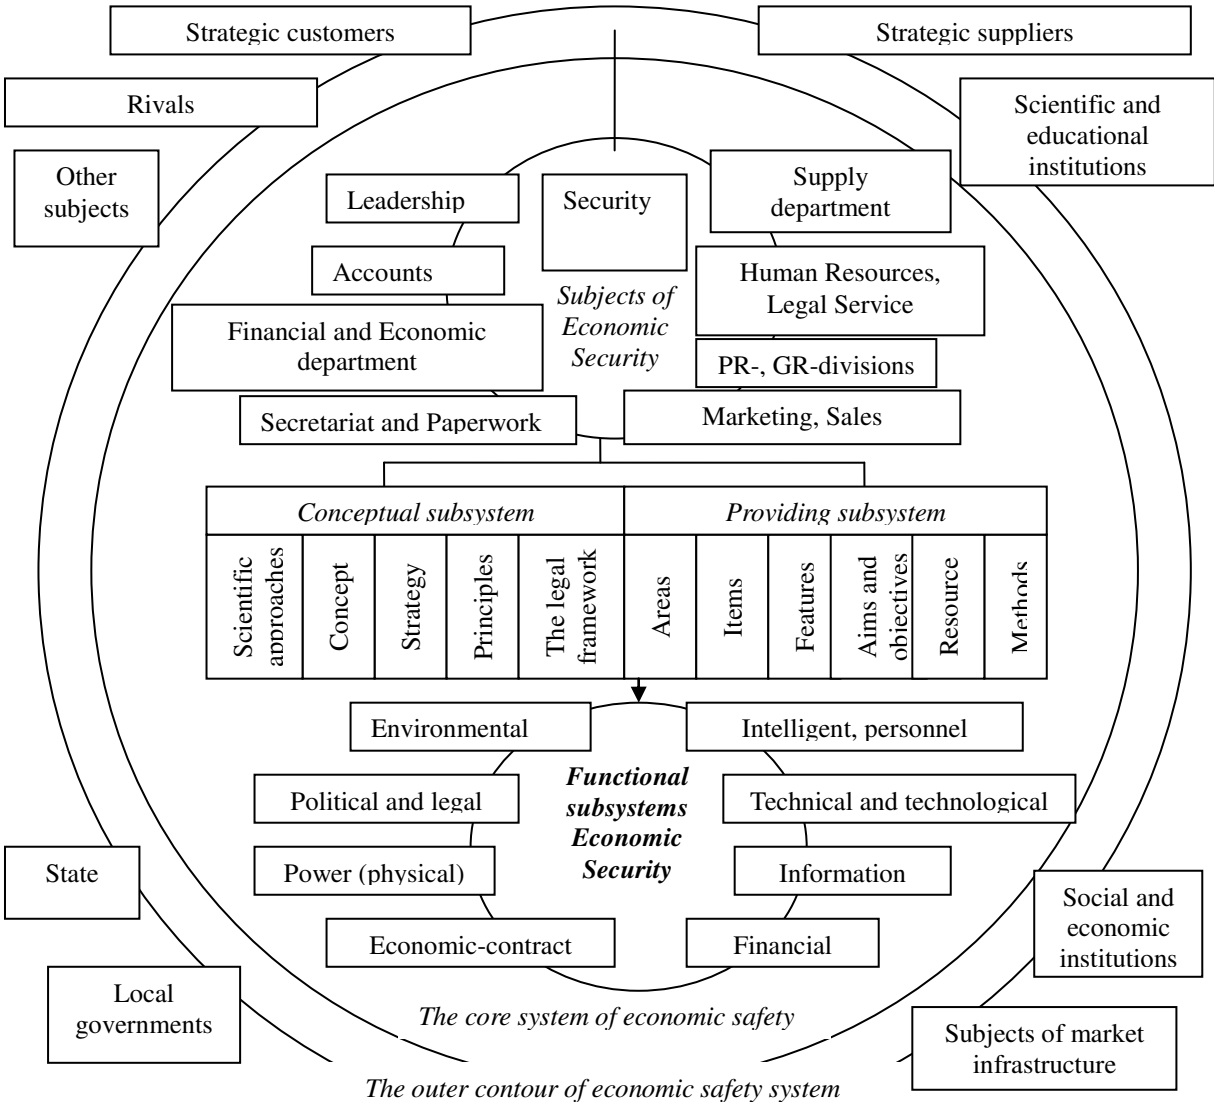 Strategic customers
Strategic suppliers
Rivals
Scientific and
educational
institutions
Other
subjects
Leadership
Security
Supply
department
Accounts
Human Resources,
Legal Service
Subjects of
Economic
Security
Financial and Economic
department
PR-, GR-divisions
Secretariat and Paperwork
Marketing, Sales
Conceptual subsystem
Providing subsystem
Scientific
approaches
Concept
Strategy
Principles
The legal
framework
Areas
Items
Features
Aims and
objectives
Resource
Methods
Environmental
Intelligent, personnel
Functional
subsystems
Economic
Security
Political and legal
Technical and technological
State
Power (physical)
Information
Social and
economic
institutions
Economic-contract
Financial
Local
governments
The core system of economic safety
Subjects of market
infrastructure
The outer contour of economic safety system